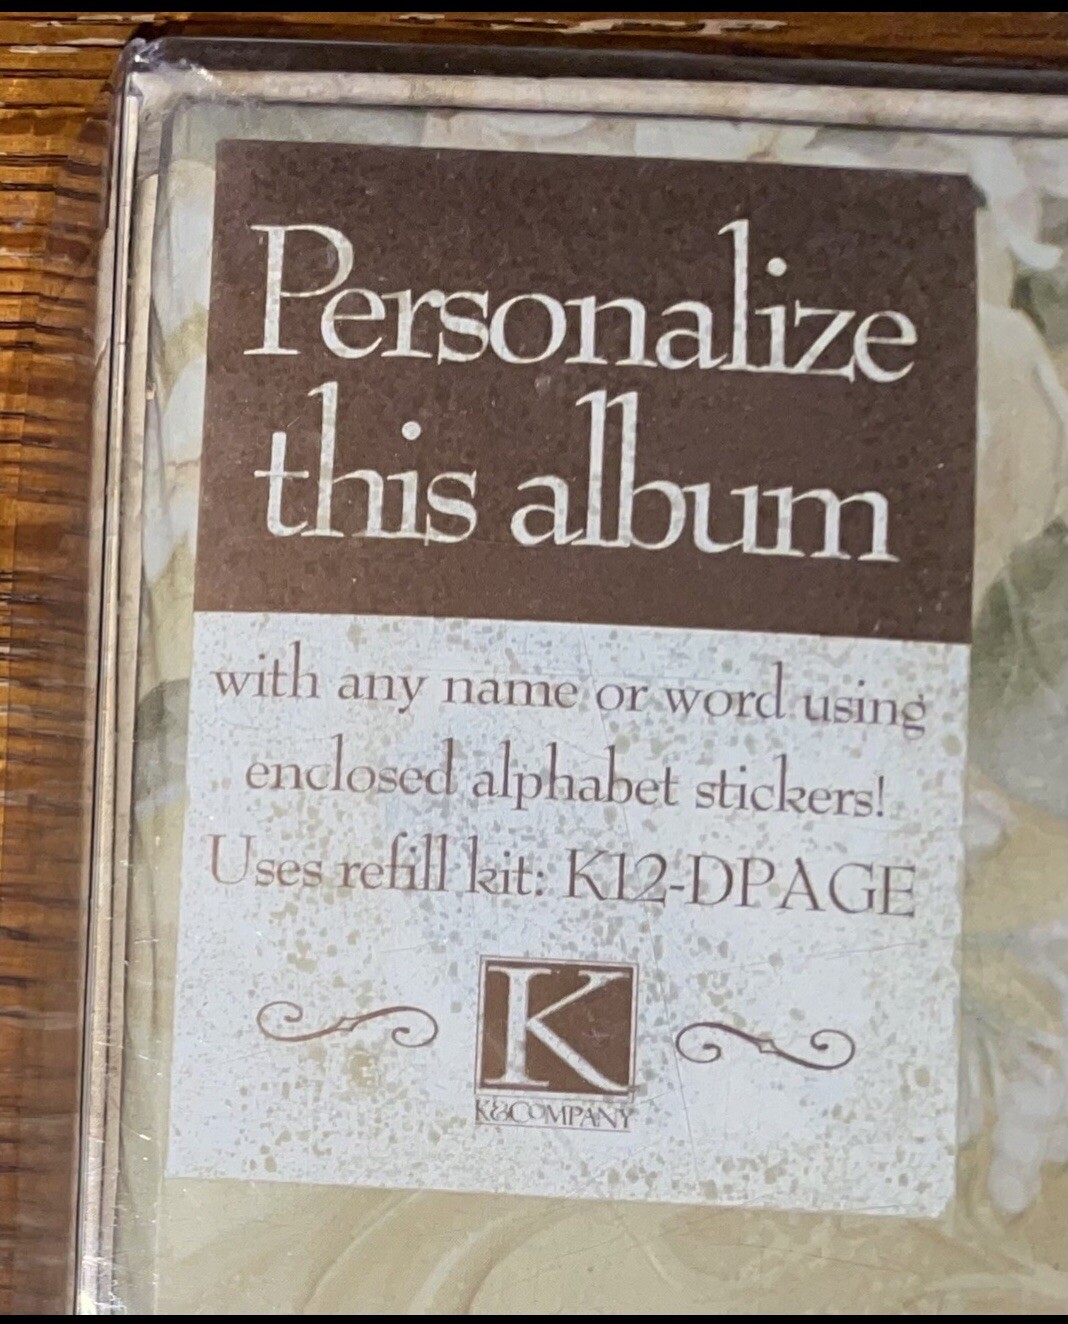 Personalize
this album
with any name or word using
enclosed alphabet stickers!
Uses refill kit: K12-DPAGE
K
K&COMPANY